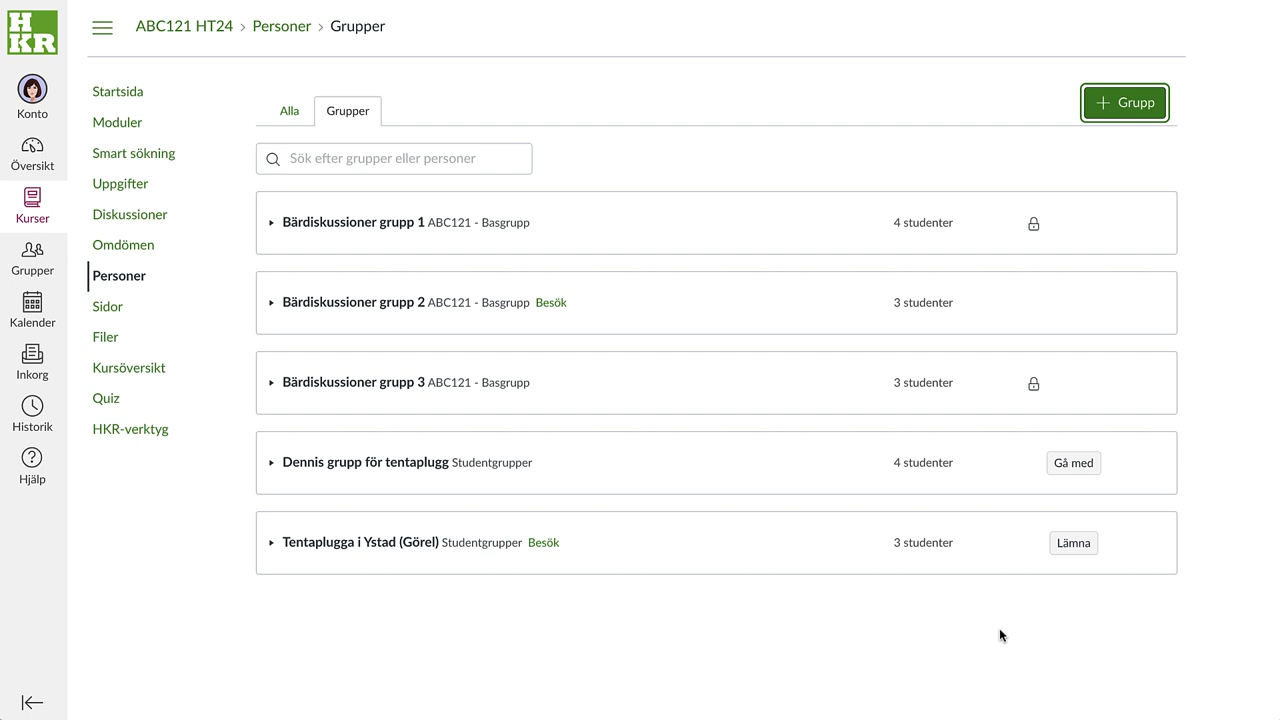 HKR
ABC121 HT24 › Personer › Grupper
Konto
Översikt
Kurser
Grupper
Kalender
Inkorg
Historik
Hjälp
Startsida
Moduler
Smart sökning
Uppgifter
Diskussioner
Omdömen
Personer
Sidor
Filer
Kursöversikt
Quiz
HKR-verktyg
Alla
Grupper
+ Grupp
Sök efter grupper eller personer
Bärdiskussioner grupp 1 ABC121 - Basgrupp 4 studenter
Bärdiskussioner grupp 2 ABC121 - Basgrupp Besök 3 studenter
Bärdiskussioner grupp 3 ABC121 - Basgrupp 3 studenter
Dennis grupp för tentaplugg Studentgrupper 4 studenter Gå med
Tentaplugga i Ystad (Görel) Studentgrupper Besök 3 studenter Lämna